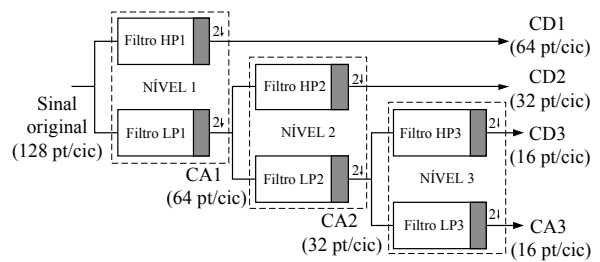 Sinal
original
(128 pt/cic)
Filtro HP1
2↓
NÍVEL 1
Filtro LP1
2↓
CA1
(64 pt/cic)
CD1
(64 pt/cic)
Filtro HP2
2↓
NÍVEL 2
Filtro LP2
2↓
CA2
(32 pt/cic)
CD2
(32 pt/cic)
Filtro HP3
2↓
NÍVEL 3
Filtro LP3
2↓
CD3
(16 pt/cic)
CA3
(16 pt/cic)